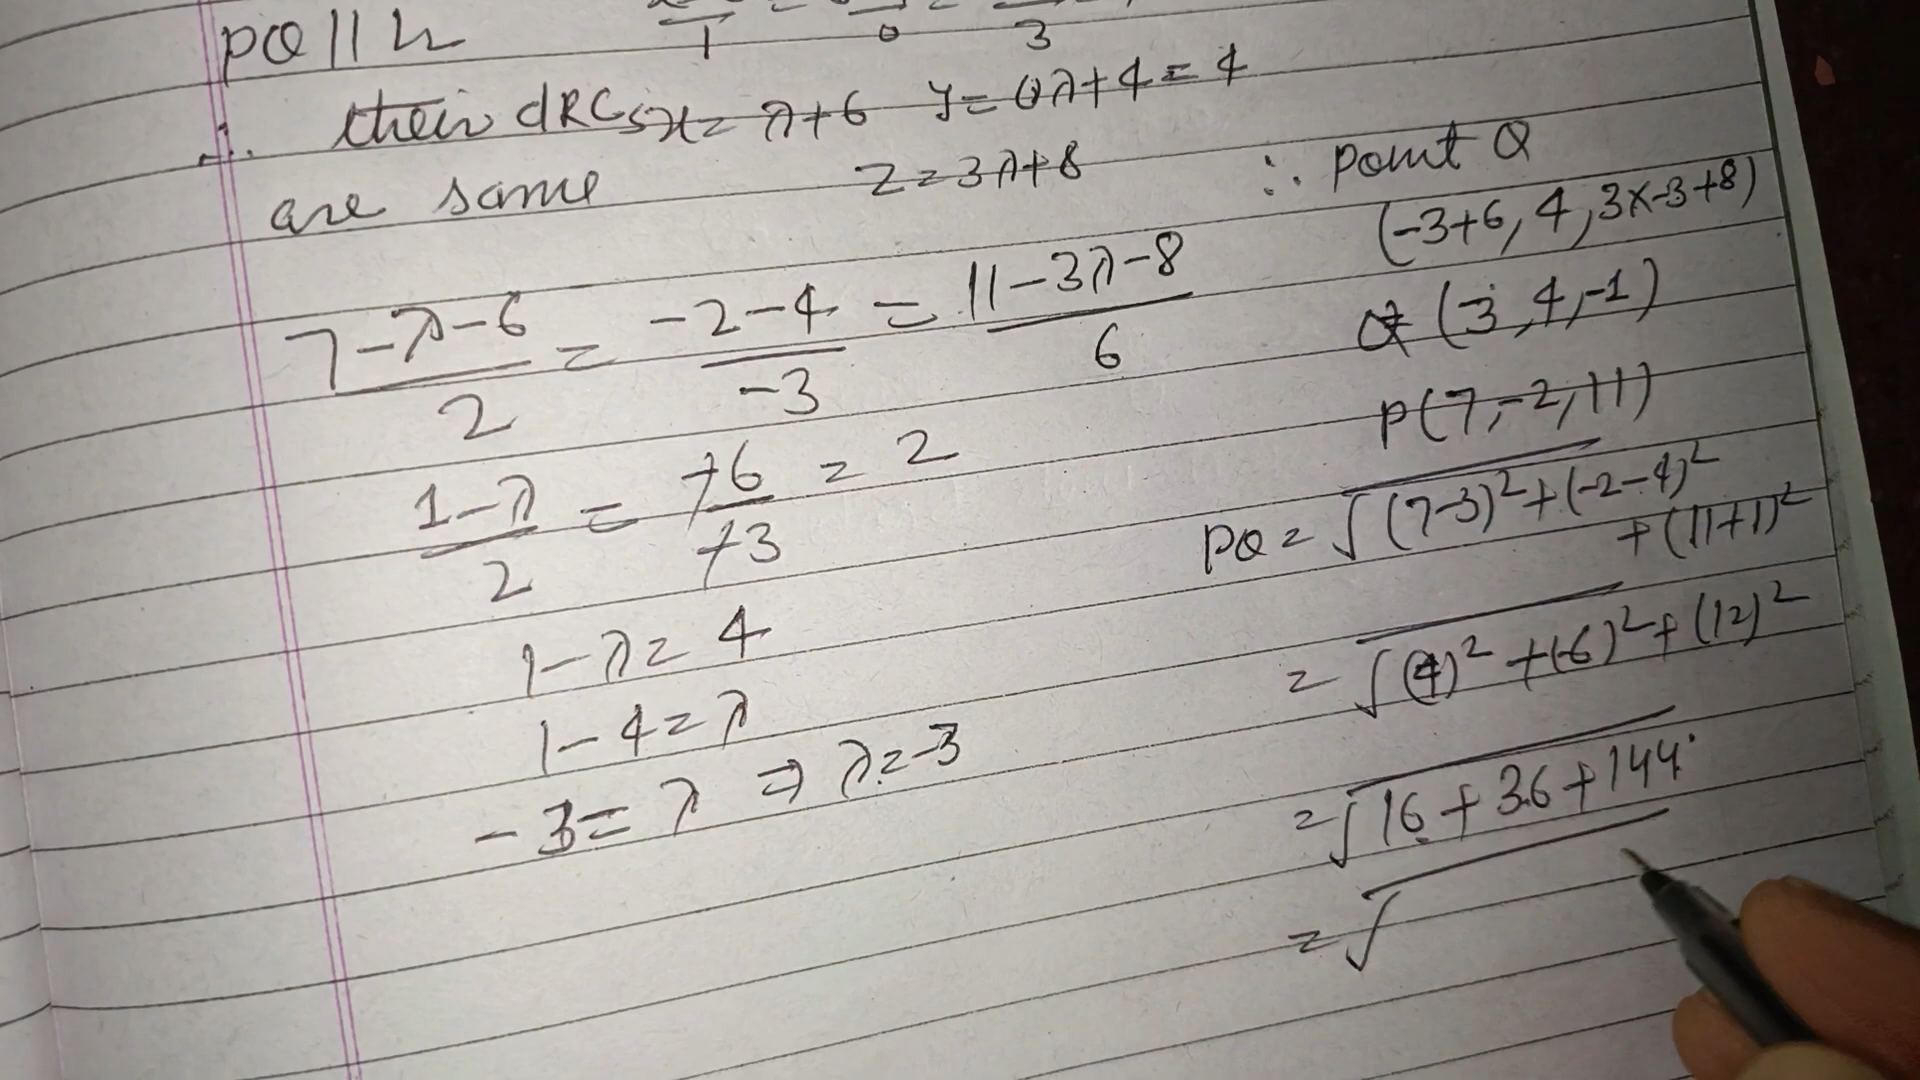 PQ || L₁
1 0 3
∴ their dRCs x = λ+6 y = 0λ+4 = 4
are same z = 3λ+8
(7-λ-6)/2 = (-2-4)/-3 = (11-3λ-8)/6
(1-λ)/2 = +6/+3 = 2
1-λ = 4
1-4 = λ
-3 = λ ⇒ λ = -3
∴ Point Q
(-3+6, 4, 3x-3+8)
Q (3, 4, -1)
P(7, -2, 11)
PQ = √(7-3)²+(-2-4)²
+(11+1)²
= √(4)²+(-6)²+(12)²
= √16+36+144
= √